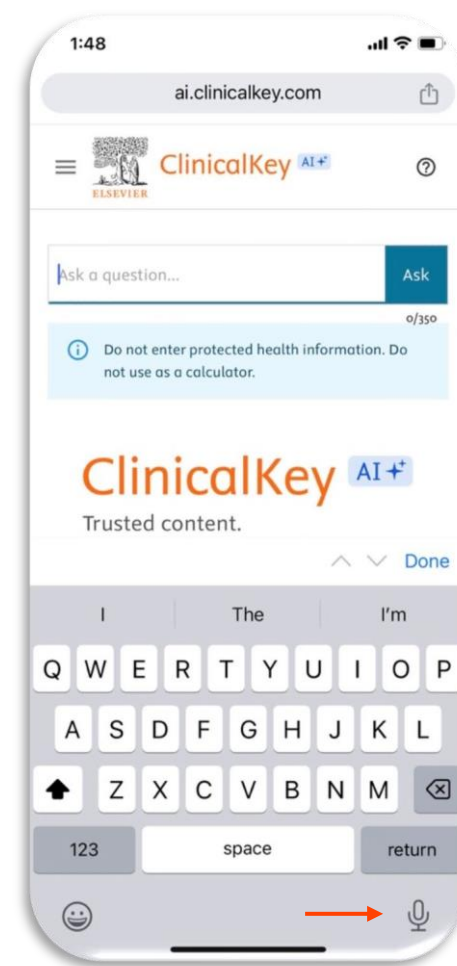 1:48
ai.clinicalkey.com
ELSEVIER
ClinicalKey AI+
Ask a question...
Ask
0/350
Do not enter protected health information. Do
not use as a calculator.
ClinicalKey AI+
Trusted content.
Done
I The I'm
Q W E R T Y U I O P
A S D F G H J K L
Z X C V B N M
123 space return